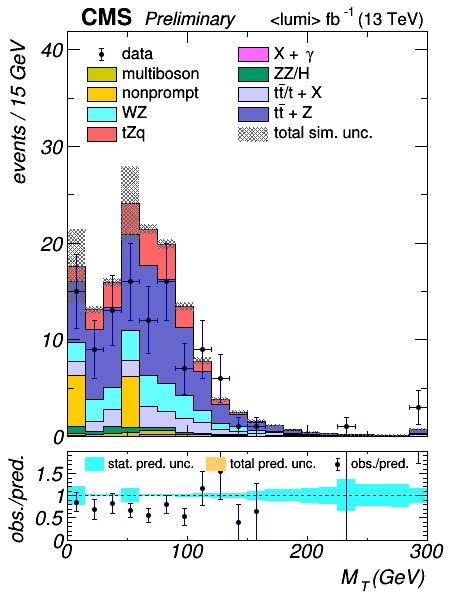 CMS Preliminary <lumi> fb⁻¹ (13 TeV)
events / 15 GeV
40
30
20
10
0
data
multiboson
nonprompt
WZ
tZq
X + γ
ZZ/H
tt̄/t + X
tt̄ + Z
total sim. unc.
obs./pred.
1.5
1
0.5
0
stat. pred. unc. total pred. unc. obs./pred.
0 100 200 300
M_T (GeV)